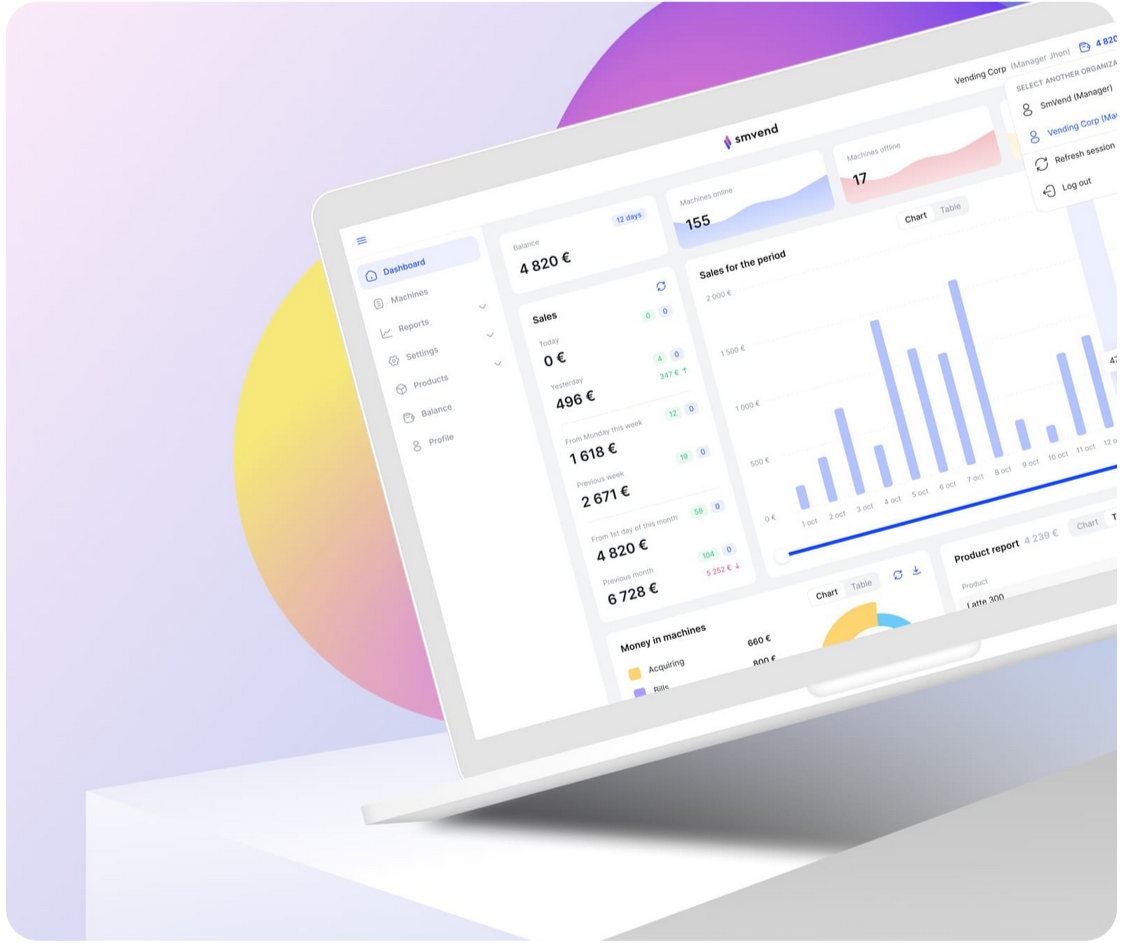 Vending Corp (Manager Jhon) 4 820
SELECT ANOTHER ORGANIZA
SmVend (Manager)
Vending Corp (Ma
Refresh session
Log out
smvend
Dashboard
Machines
Reports
Settings
Products
Balance
Profile
12 days
Balance
4 820 €
Machines online
155
Machines offline
17
Sales
Today
0 0
0 €
Yesterday
4 0
496 €
347 € ↑
From Monday this week
12 0
1 618 €
Previous week
19 0
2 671 €
From 1st day of this month
58 0
4 820 €
Previous month
104 0
6 728 €
5 252 € ↓
Chart Table
Sales for the period
2 000 €
1 500 €
1 000 €
500 €
0 €
1 oct 2 oct 3 oct 4 oct 5 oct 6 oct 7 oct 8 oct 9 oct 10 oct 11 oct 12 o
Money in machines
Chart Table
Acquiring
660 €
Bills
800 €
Product report 4 239 €
Chart
Product
Latte 300